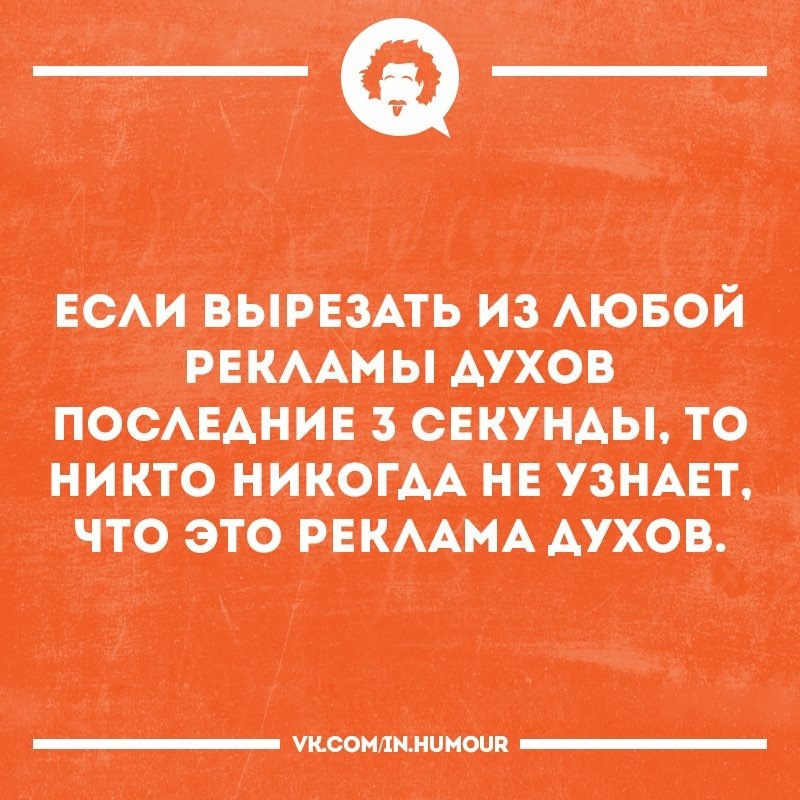 ЕСЛИ ВЫРЕЗАТЬ ИЗ ЛЮБОЙ
РЕКЛАМЫ ДУХОВ
ПОСЛЕДНИЕ 3 СЕКУНДЫ, ТО
НИКТО НИКОГДА НЕ УЗНАЕТ,
ЧТО ЭТО РЕКЛАМА ДУХОВ.
VK.COM/IN.HUMOUR